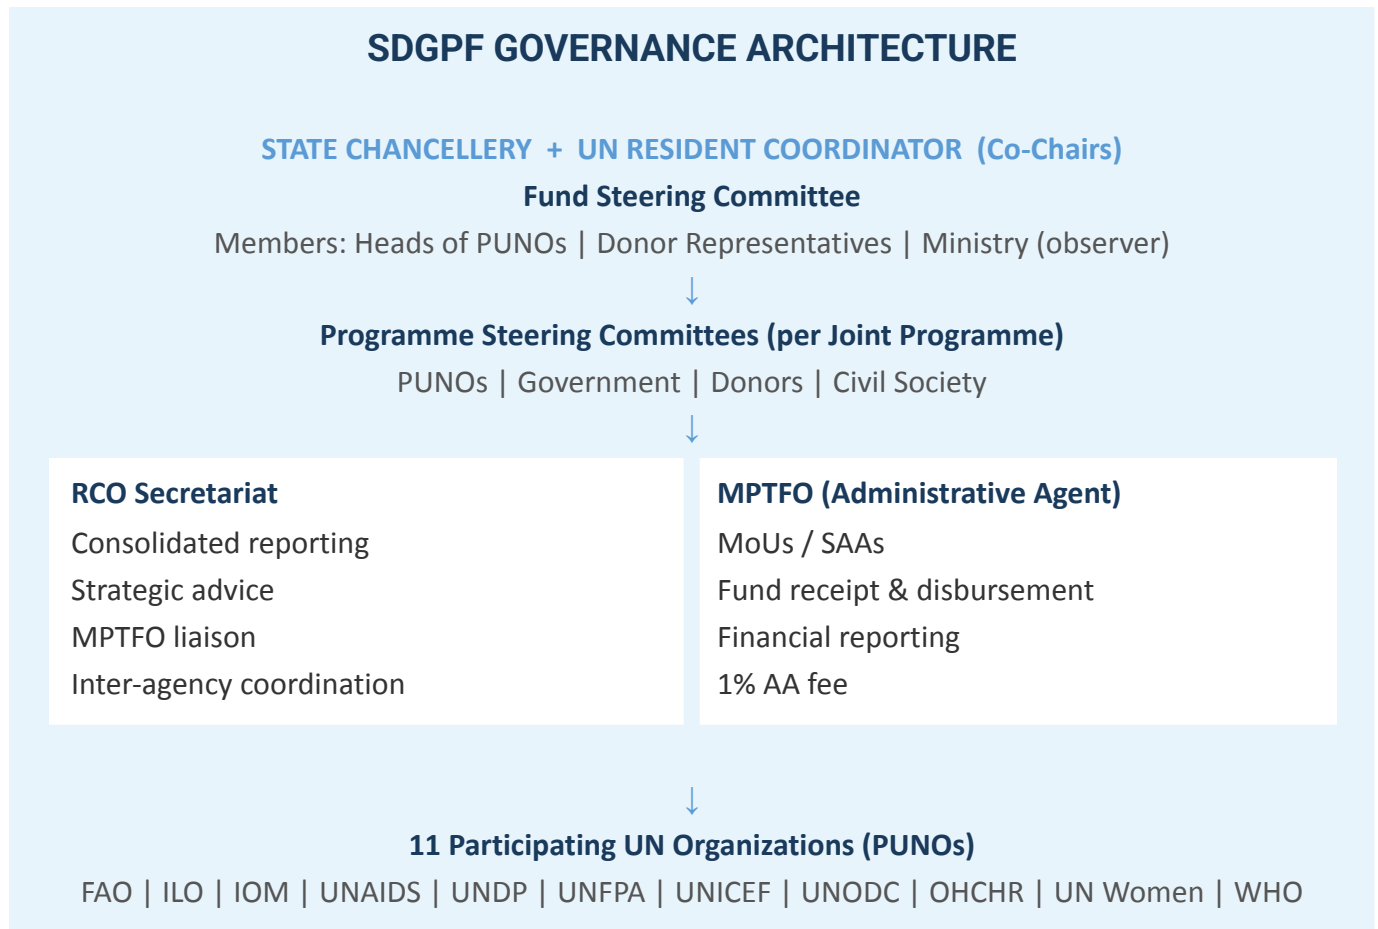 SDGPF GOVERNANCE ARCHITECTURE
STATE CHANCELLERY + UN RESIDENT COORDINATOR (Co-Chairs)
Fund Steering Committee
Members: Heads of PUNOs | Donor Representatives | Ministry (observer)
↓
Programme Steering Committees (per Joint Programme)
PUNOs | Government | Donors | Civil Society
↓
RCO Secretariat
Consolidated reporting
Strategic advice
MPTFO liaison
Inter-agency coordination
MPTFO (Administrative Agent)
MoUs / SAAs
Fund receipt & disbursement
Financial reporting
1% AA fee
↓
11 Participating UN Organizations (PUNOs)
FAO | ILO | IOM | UNAIDS | UNDP | UNFPA | UNICEF | UNODC | OHCHR | UN Women | WHO